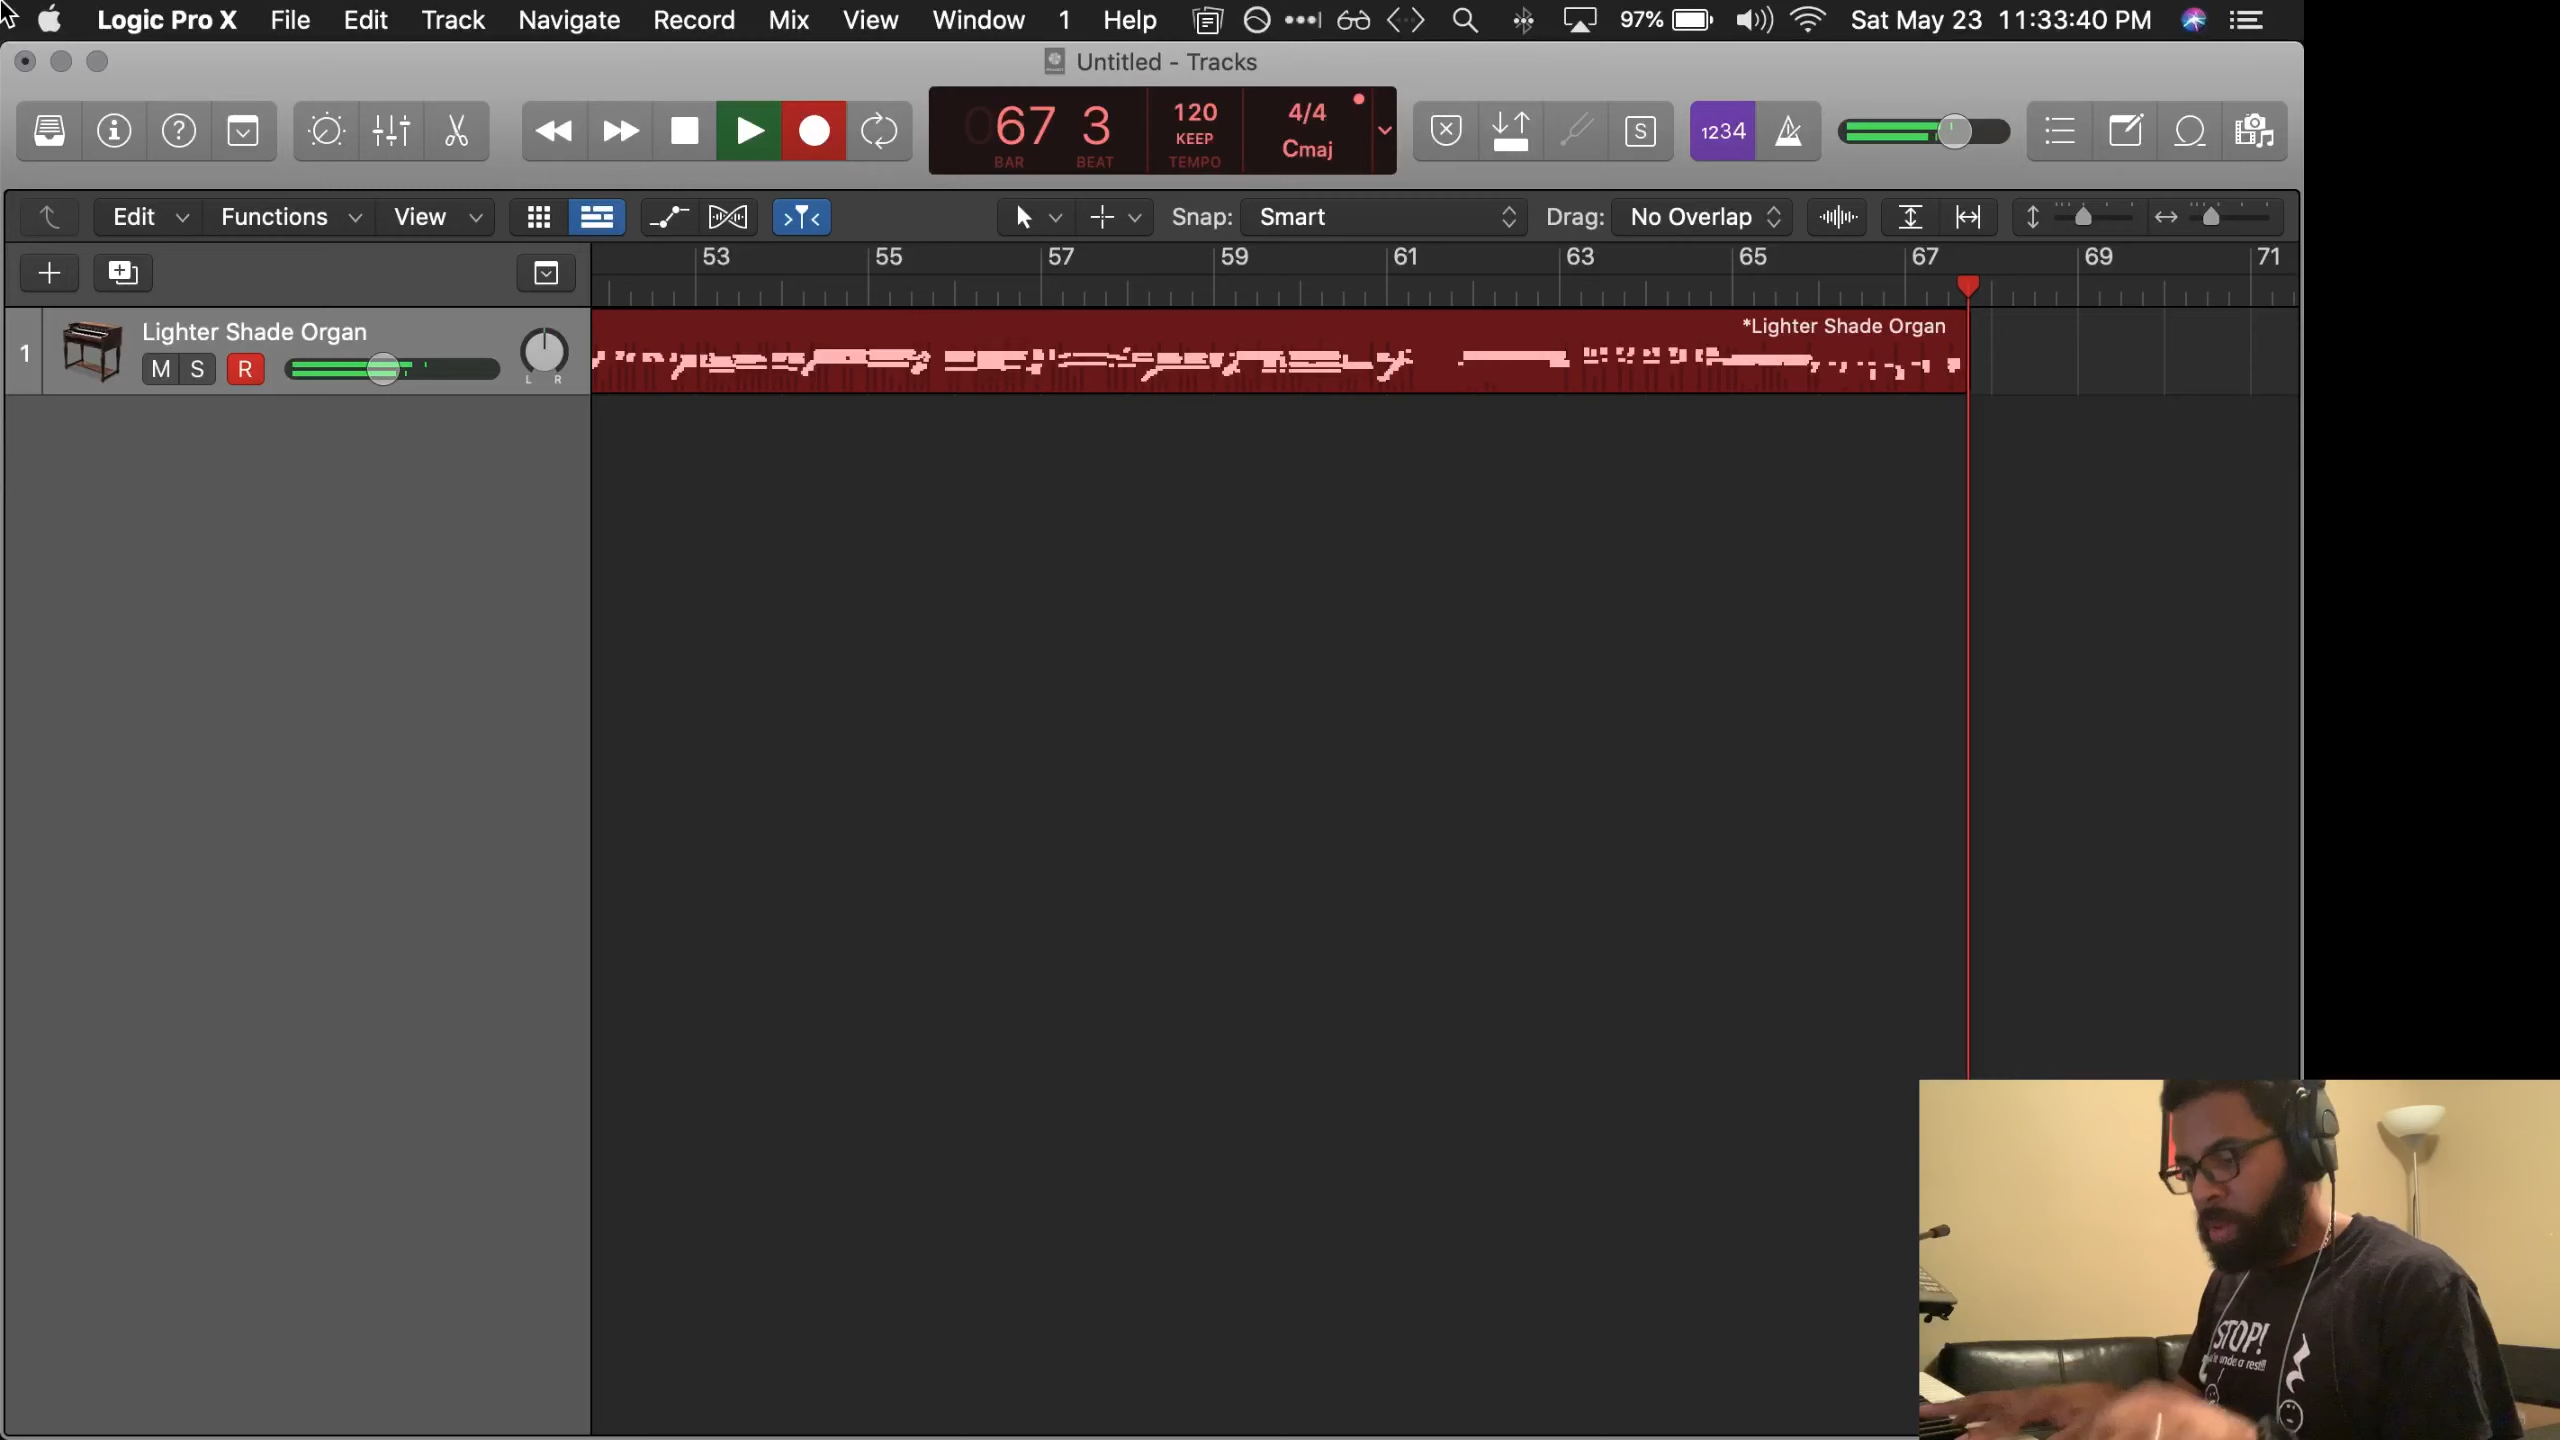 Logic Pro X File Edit Track Navigate Record Mix View Window 1 Help 97% Sat May 23 11:33:40 PM
Untitled - Tracks
067 3 120 4/4
KEEP Cmaj
BAR BEAT TEMPO
S 1234
Edit Functions View Snap: Smart Drag: No Overlap
53 55 57 59 61 63 65 67 69 71
1 Lighter Shade Organ
M S R L R
*Lighter Shade Organ
STOP!
under a rest!!!